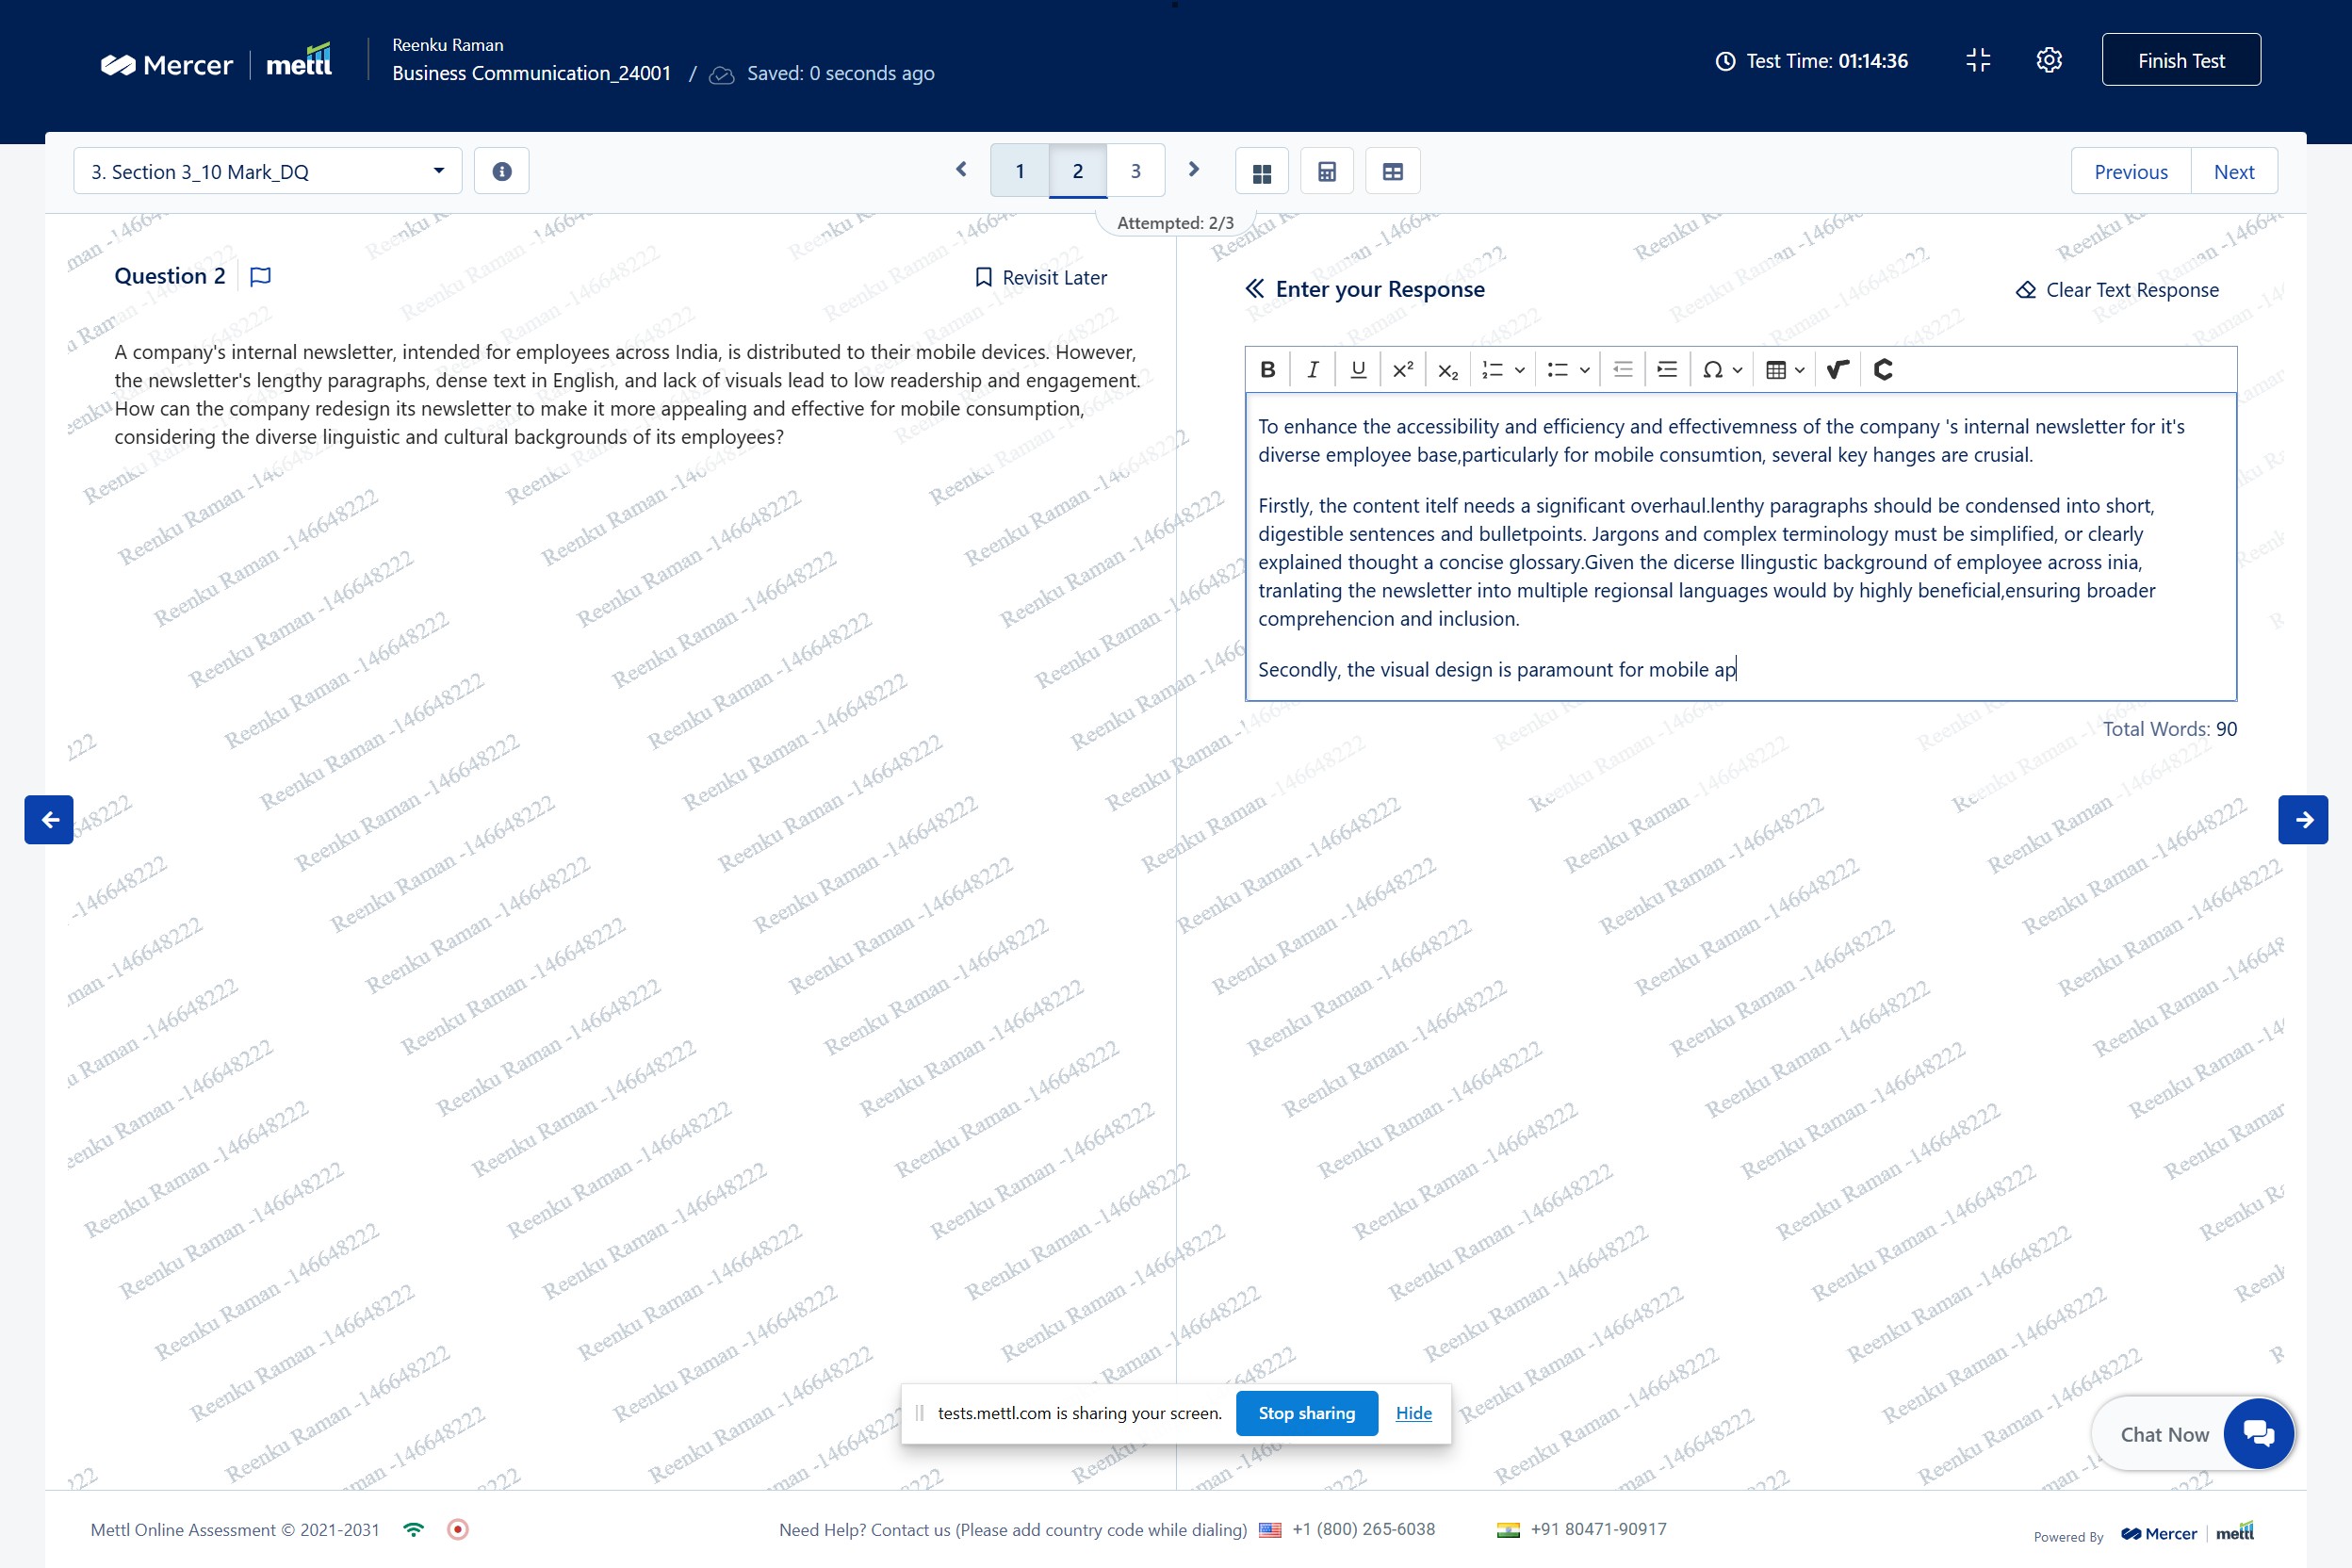 Mercer | mettl
Reenku Raman
Business Communication_24001 / Saved: 0 seconds ago
Test Time: 01:14:36
Finish Test
3. Section 3_10 Mark_DQ
1 2 3
Previous Next
Attempted: 2/3
Question 2
Revisit Later
A company's internal newsletter, intended for employees across India, is distributed to their mobile devices. However,
the newsletter's lengthy paragraphs, dense text in English, and lack of visuals lead to low readership and engagement.
How can the company redesign its newsletter to make it more appealing and effective for mobile consumption,
considering the diverse linguistic and cultural backgrounds of its employees?
Enter your Response
Clear Text Response
To enhance the accessibility and efficiency and effectivemness of the company 's internal newsletter for it's
diverse employee base,particularly for mobile consumtion, several key hanges are crusial.
Firstly, the content itelf needs a significant overhaul.lenthy paragraphs should be condensed into short,
digestible sentences and bulletpoints. Jargons and complex terminology must be simplified, or clearly
explained thought a concise glossary.Given the dicerse llingustic background of employee across inia,
tranlating the newsletter into multiple regionsal languages would by highly beneficial,ensuring broader
comprehencion and inclusion.
Secondly, the visual design is paramount for mobile ap
Total Words: 90
Reenku Raman -146648222
tests.mettl.com is sharing your screen.
Stop sharing
Hide
Chat Now
Mettl Online Assessment © 2021-2031
Need Help? Contact us (Please add country code while dialing) +1 (800) 265-6038 +91 80471-90917
Powered By Mercer | mettl